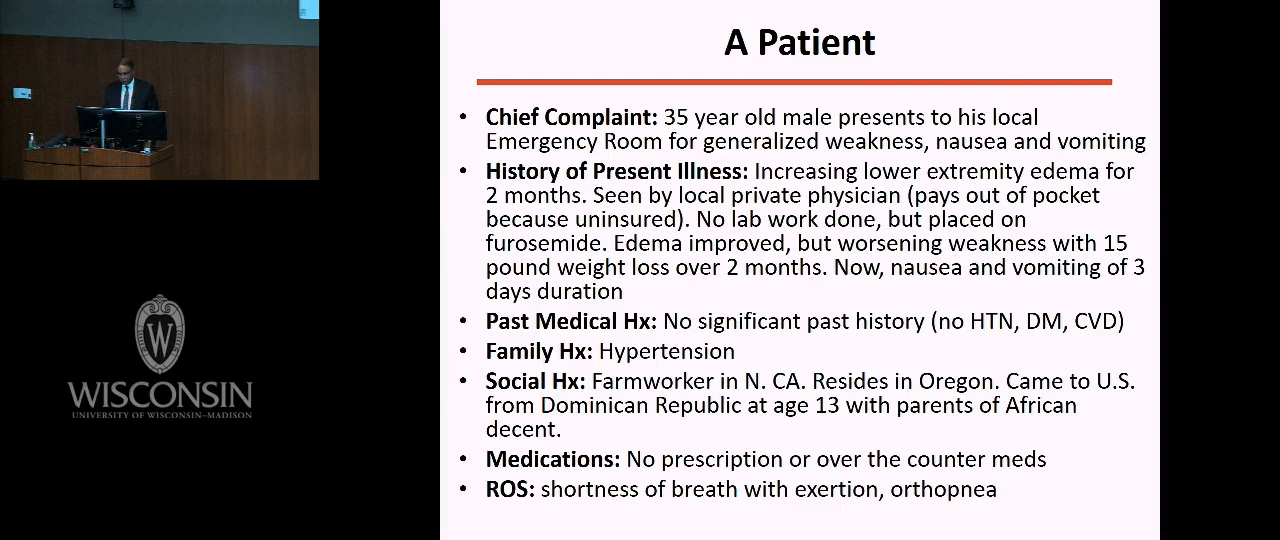 A Patient
• Chief Complaint: 35 year old male presents to his local
Emergency Room for generalized weakness, nausea and vomiting
• History of Present Illness: Increasing lower extremity edema for
2 months. Seen by local private physician (pays out of pocket
because uninsured). No lab work done, but placed on
furosemide. Edema improved, but worsening weakness with 15
pound weight loss over 2 months. Now, nausea and vomiting of 3
days duration
• Past Medical Hx: No significant past history (no HTN, DM, CVD)
• Family Hx: Hypertension
• Social Hx: Farmworker in N. CA. Resides in Oregon. Came to U.S.
from Dominican Republic at age 13 with parents of African
decent.
• Medications: No prescription or over the counter meds
• ROS: shortness of breath with exertion, orthopnea
W
WISCONSIN
UNIVERSITY OF WISCONSIN–MADISON